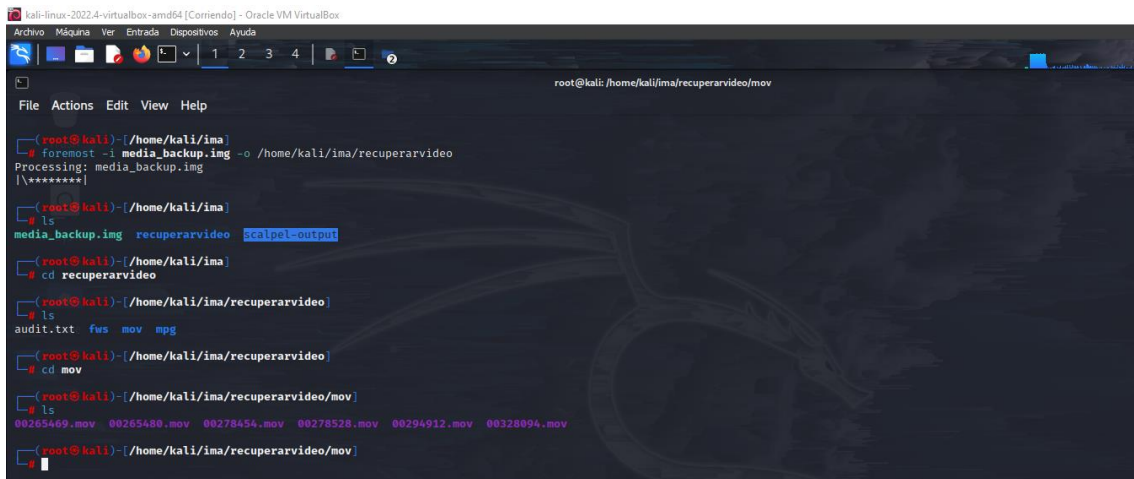 kali-linux-2022.4-virtualbox-amd64 [Corriendo] - Oracle VM VirtualBox
Archivo Máquina Ver Entrada Dispositivos Ayuda
1 2 3 4 2
root@kali: /home/kali/ima/recuperarvideo/mov
File Actions Edit View Help
┌──(root㉿kali)-[/home/kali/ima]
└─# foremost -i media_backup.img -o /home/kali/ima/recuperarvideo
Processing: media_backup.img
|\********|
┌──(root㉿kali)-[/home/kali/ima]
└─# ls
media_backup.img recuperarvideo scalpel-output
┌──(root㉿kali)-[/home/kali/ima]
└─# cd recuperarvideo
┌──(root㉿kali)-[/home/kali/ima/recuperarvideo]
└─# ls
audit.txt fws mov mpg
┌──(root㉿kali)-[/home/kali/ima/recuperarvideo]
└─# cd mov
┌──(root㉿kali)-[/home/kali/ima/recuperarvideo/mov]
└─# ls
00265469.mov 00265480.mov 00278454.mov 00278528.mov 00294912.mov 00328094.mov
┌──(root㉿kali)-[/home/kali/ima/recuperarvideo/mov]
└─#